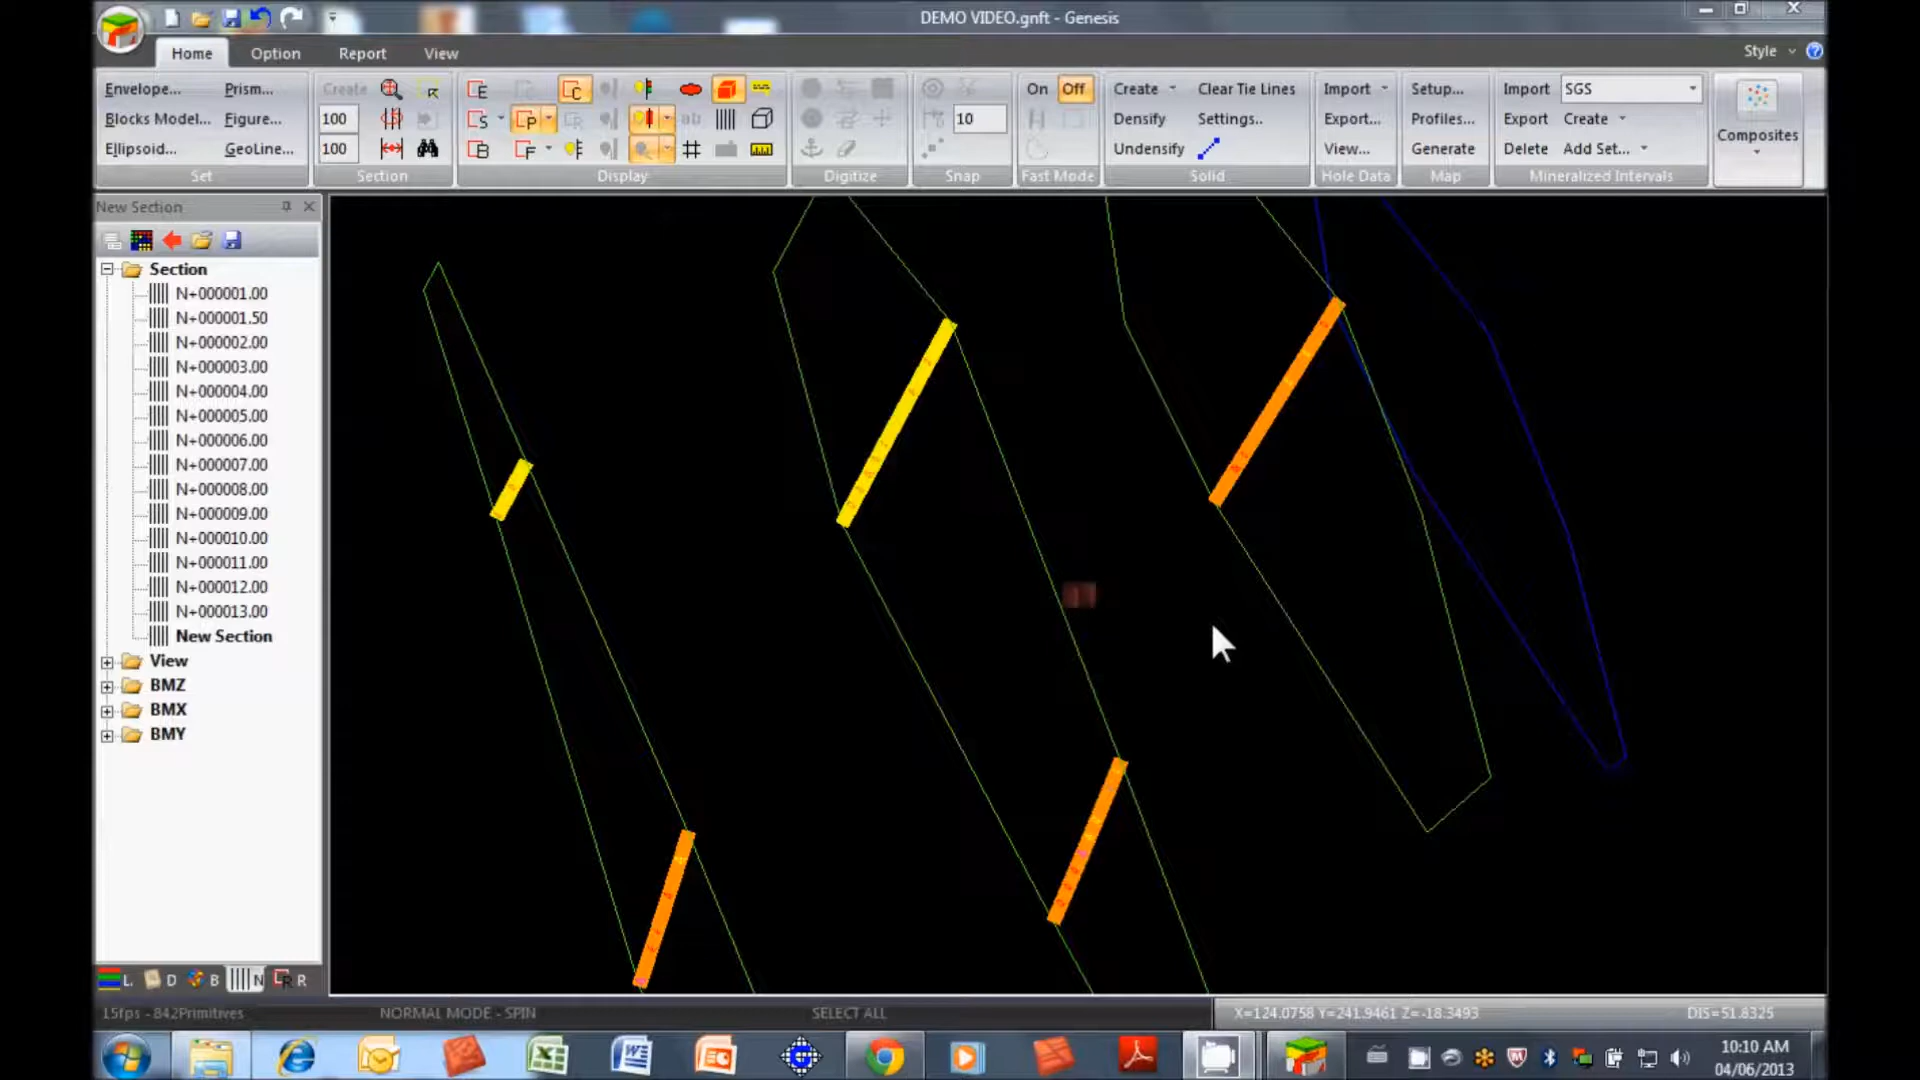 DEMO VIDEO.gnft - Genesis
Home Option Report View
Style
Envelope... Prism...
Blocks Model... Figure...
Ellipsoid... GeoLine...
Set
Create
100
100
Section
Display
Digitize
10
Snap
On Off
Fast Mode
Create Clear Tie Lines
Densify Settings..
Undensify
Solid
Import
Export...
View...
Hole Data
Setup...
Profiles...
Generate
Map
Import SGS
Export Create
Delete Add Set...
Mineralized Intervals
Composites
New Section
Section
N+000001.00
N+000001.50
N+000002.00
N+000003.00
N+000004.00
N+000005.00
N+000006.00
N+000007.00
N+000008.00
N+000009.00
N+000010.00
N+000011.00
N+000012.00
N+000013.00
New Section
View
BMZ
BMX
BMY
L. D B N R
15fps - 842Primitives
NORMAL MODE - SPIN
SELECT ALL
X=124.0758 Y=241.9461 Z=-18.3493
DIS=51.8325
10:10 AM
04/06/2013